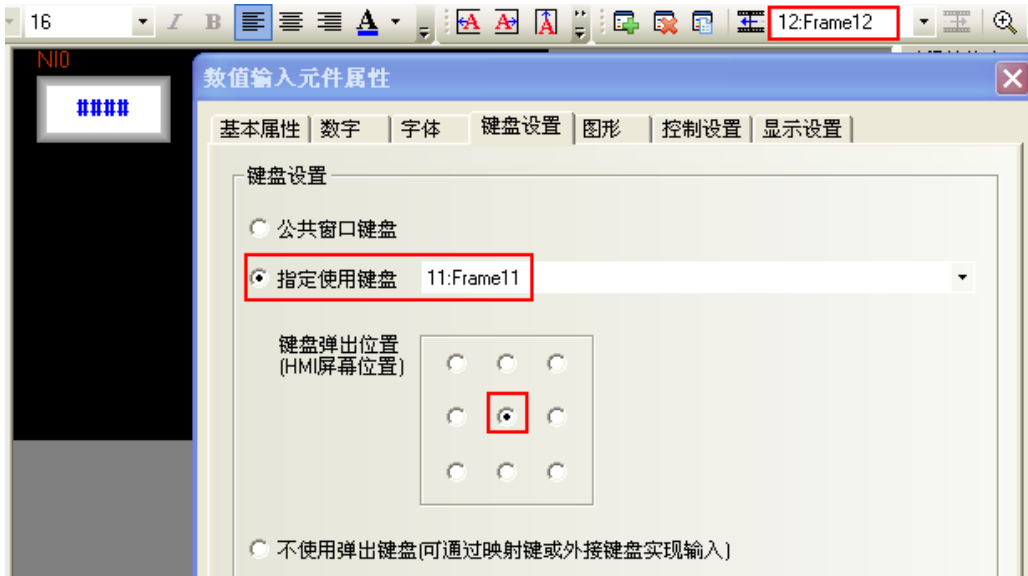 16 I B A A A A 12:Frame12
NI0
####
数值输入元件属性
基本属性 数字 字体 键盘设置 图形 控制设置 显示设置
键盘设置
公共窗口键盘
指定使用键盘 11:Frame11
键盘弹出位置
(HMI屏幕位置)
不使用弹出键盘(可通过映射键或外接键盘实现输入)